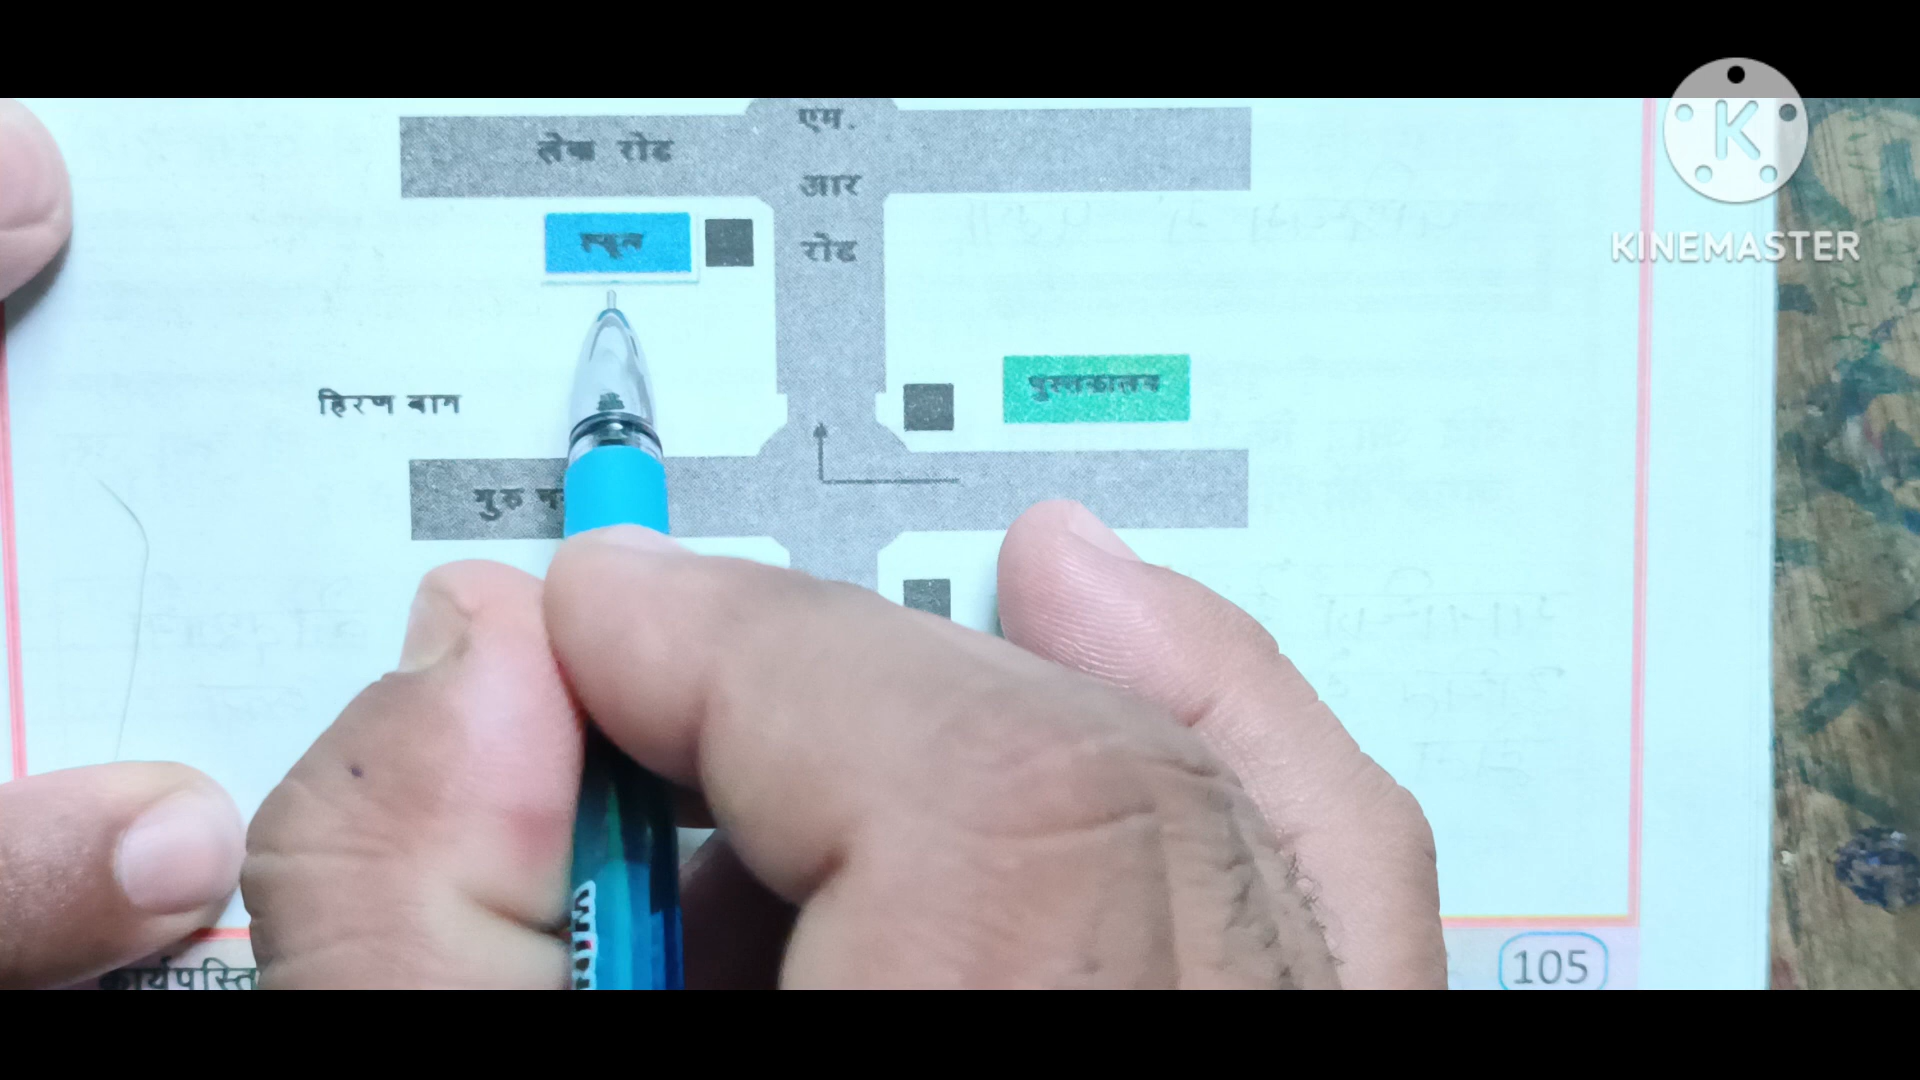 एम.
लेक रोड
आर
स्कूल
रोड
K
KINEMASTER
पुस्तकालय
हिरण बाग
गुरु
कार्यपुस्ति
105